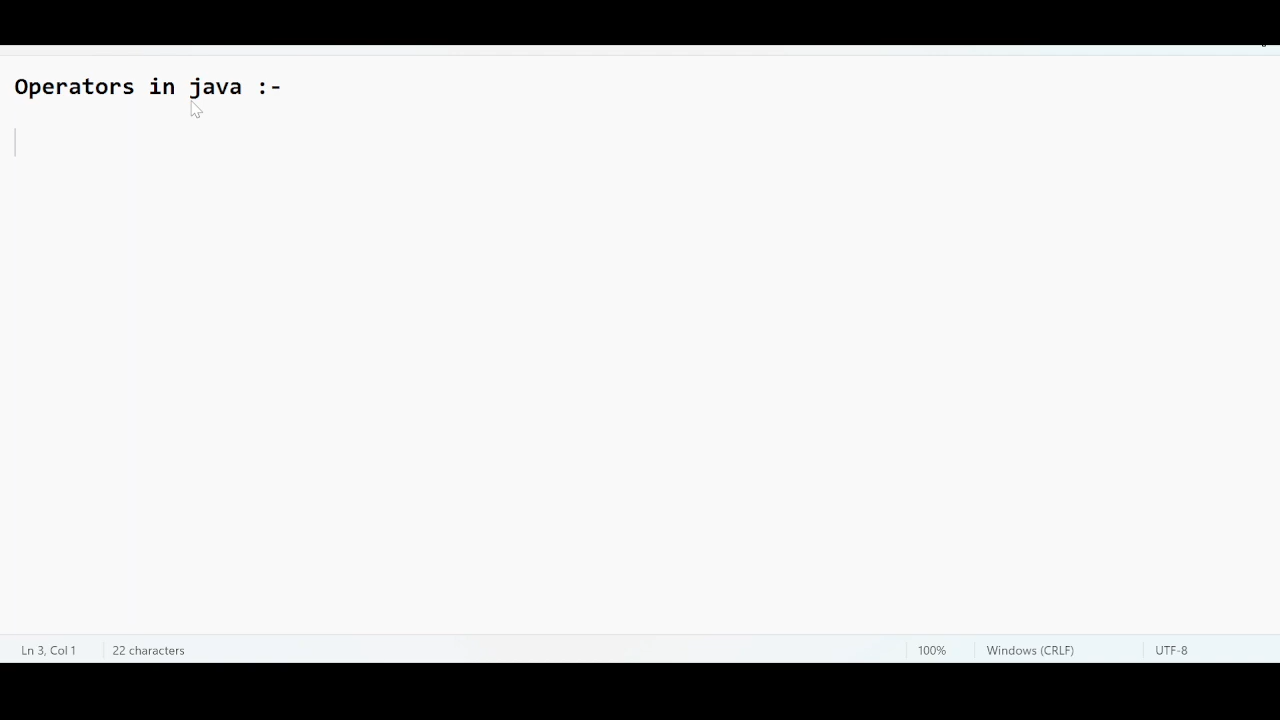 Operators in java :-
Ln 3, Col 1 22 characters 100% Windows (CRLF) UTF-8